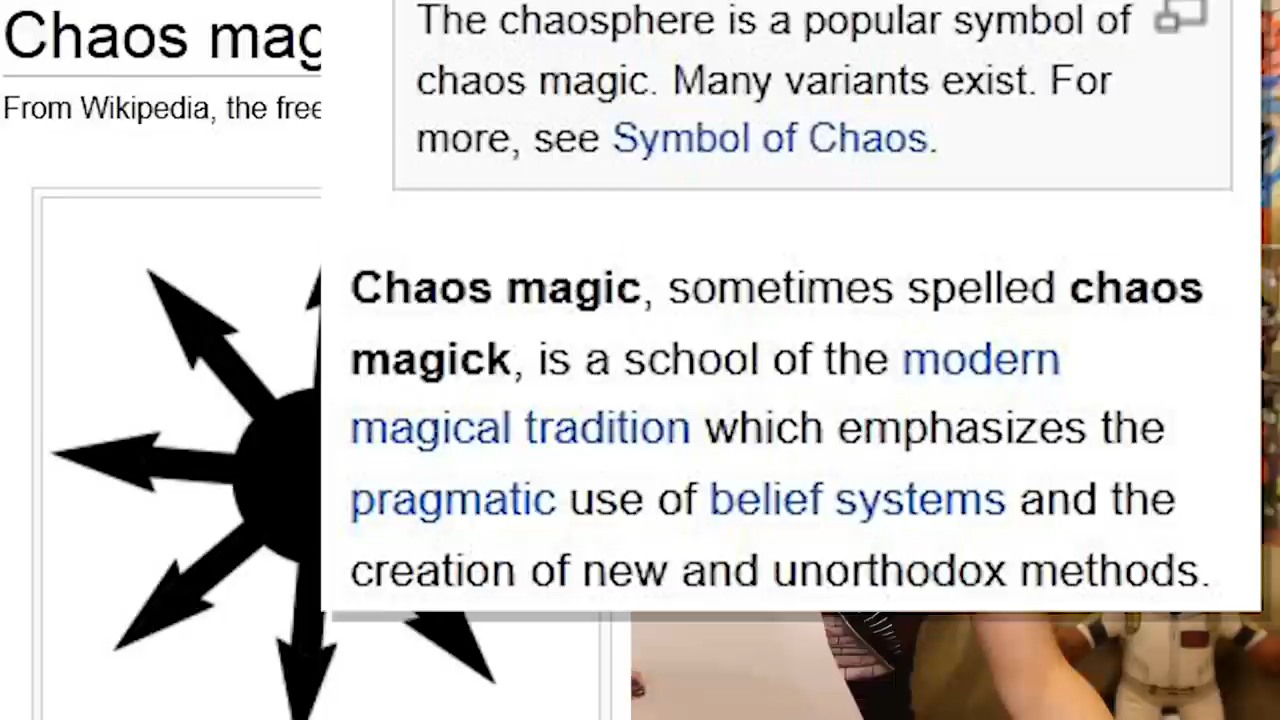 Chaos mag
From Wikipedia, the free
The chaosphere is a popular symbol of
chaos magic. Many variants exist. For
more, see Symbol of Chaos.
Chaos magic, sometimes spelled chaos
magick, is a school of the modern
magical tradition which emphasizes the
pragmatic use of belief systems and the
creation of new and unorthodox methods.